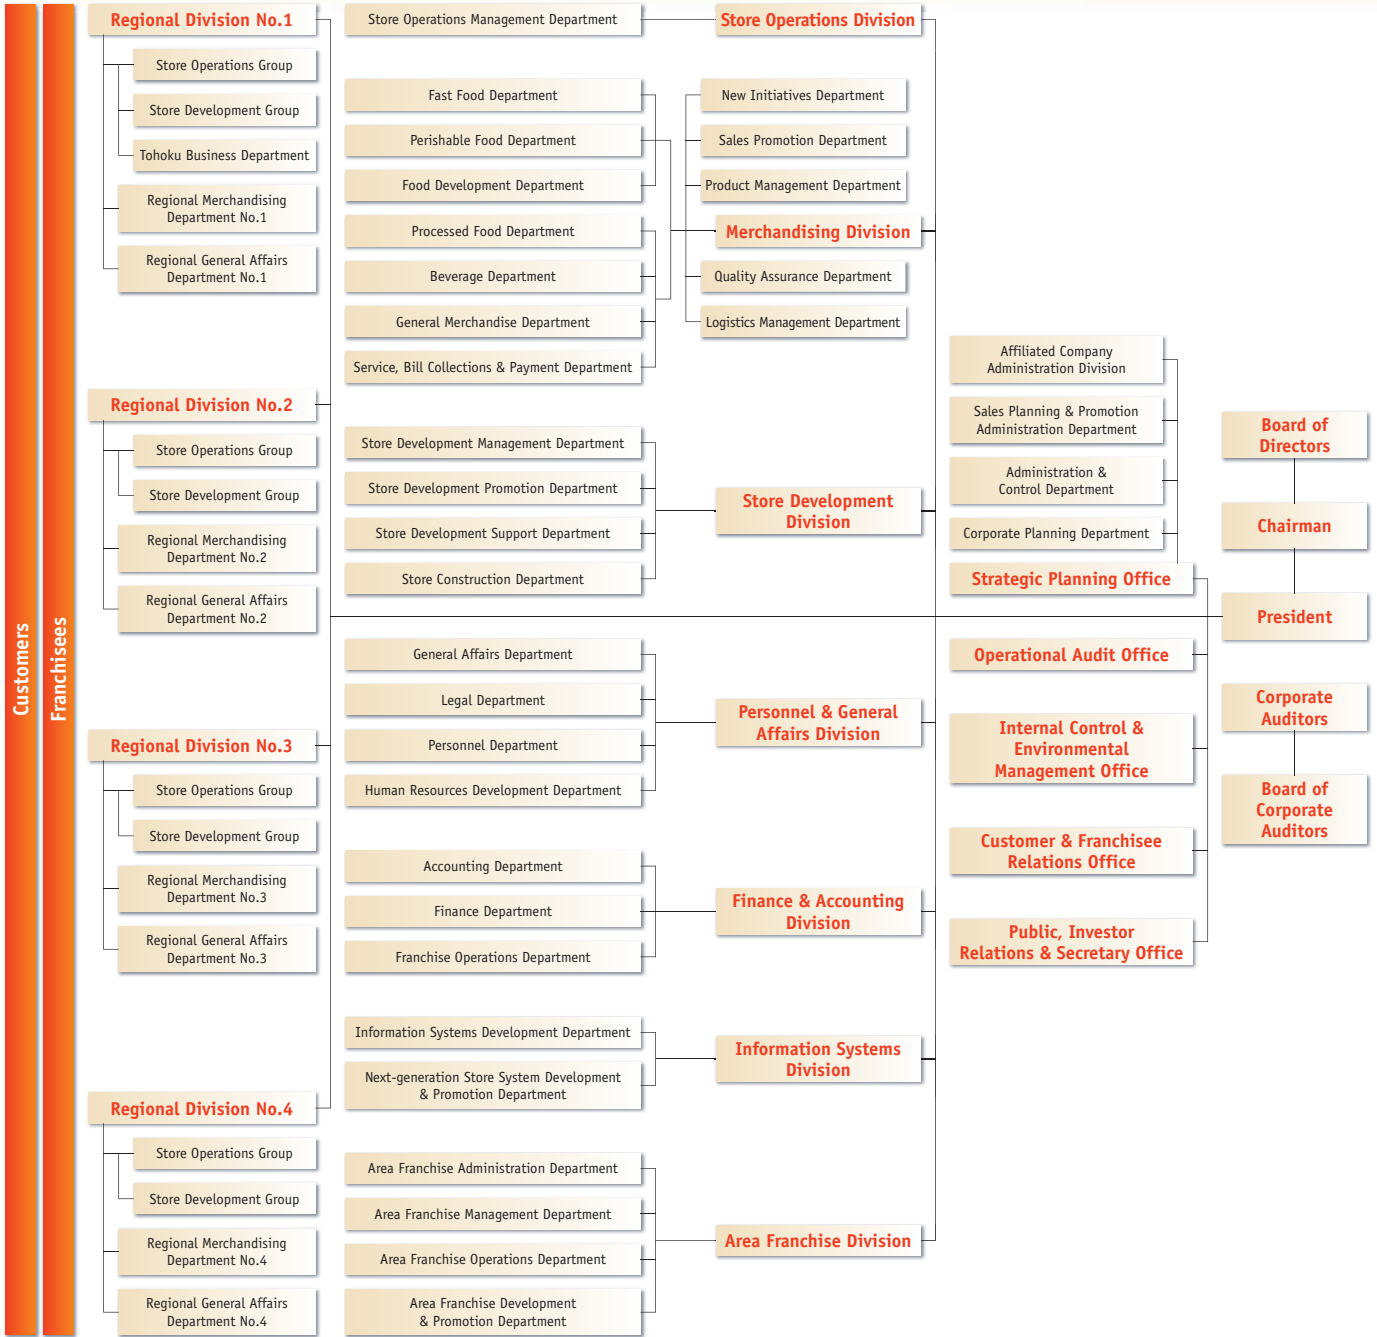 Customers
Franchisees
Regional Division No.1
Store Operations Group
Store Development Group
Tohoku Business Department
Regional Merchandising
Department No.1
Regional General Affairs
Department No.1
Regional Division No.2
Store Operations Group
Store Development Group
Regional Merchandising
Department No.2
Regional General Affairs
Department No.2
Regional Division No.3
Store Operations Group
Store Development Group
Regional Merchandising
Department No.3
Regional General Affairs
Department No.3
Regional Division No.4
Store Operations Group
Store Development Group
Regional Merchandising
Department No.4
Regional General Affairs
Department No.4
Store Operations Management Department
Store Operations Division
Fast Food Department
Perishable Food Department
Food Development Department
Processed Food Department
Beverage Department
General Merchandise Department
Service, Bill Collections & Payment Department
New Initiatives Department
Sales Promotion Department
Product Management Department
Merchandising Division
Quality Assurance Department
Logistics Management Department
Store Development Management Department
Store Development Promotion Department
Store Development Support Department
Store Construction Department
Store Development
Division
General Affairs Department
Legal Department
Personnel Department
Human Resources Development Department
Personnel & General
Affairs Division
Accounting Department
Finance Department
Franchise Operations Department
Finance & Accounting
Division
Information Systems Development Department
Next-generation Store System Development
& Promotion Department
Information Systems
Division
Area Franchise Administration Department
Area Franchise Management Department
Area Franchise Operations Department
Area Franchise Development
& Promotion Department
Area Franchise Division
Affiliated Company
Administration Division
Sales Planning & Promotion
Administration Department
Administration &
Control Department
Corporate Planning Department
Strategic Planning Office
Operational Audit Office
Internal Control &
Environmental
Management Office
Customer & Franchisee
Relations Office
Public, Investor
Relations & Secretary Office
Board of
Directors
Chairman
President
Corporate
Auditors
Board of
Corporate
Auditors